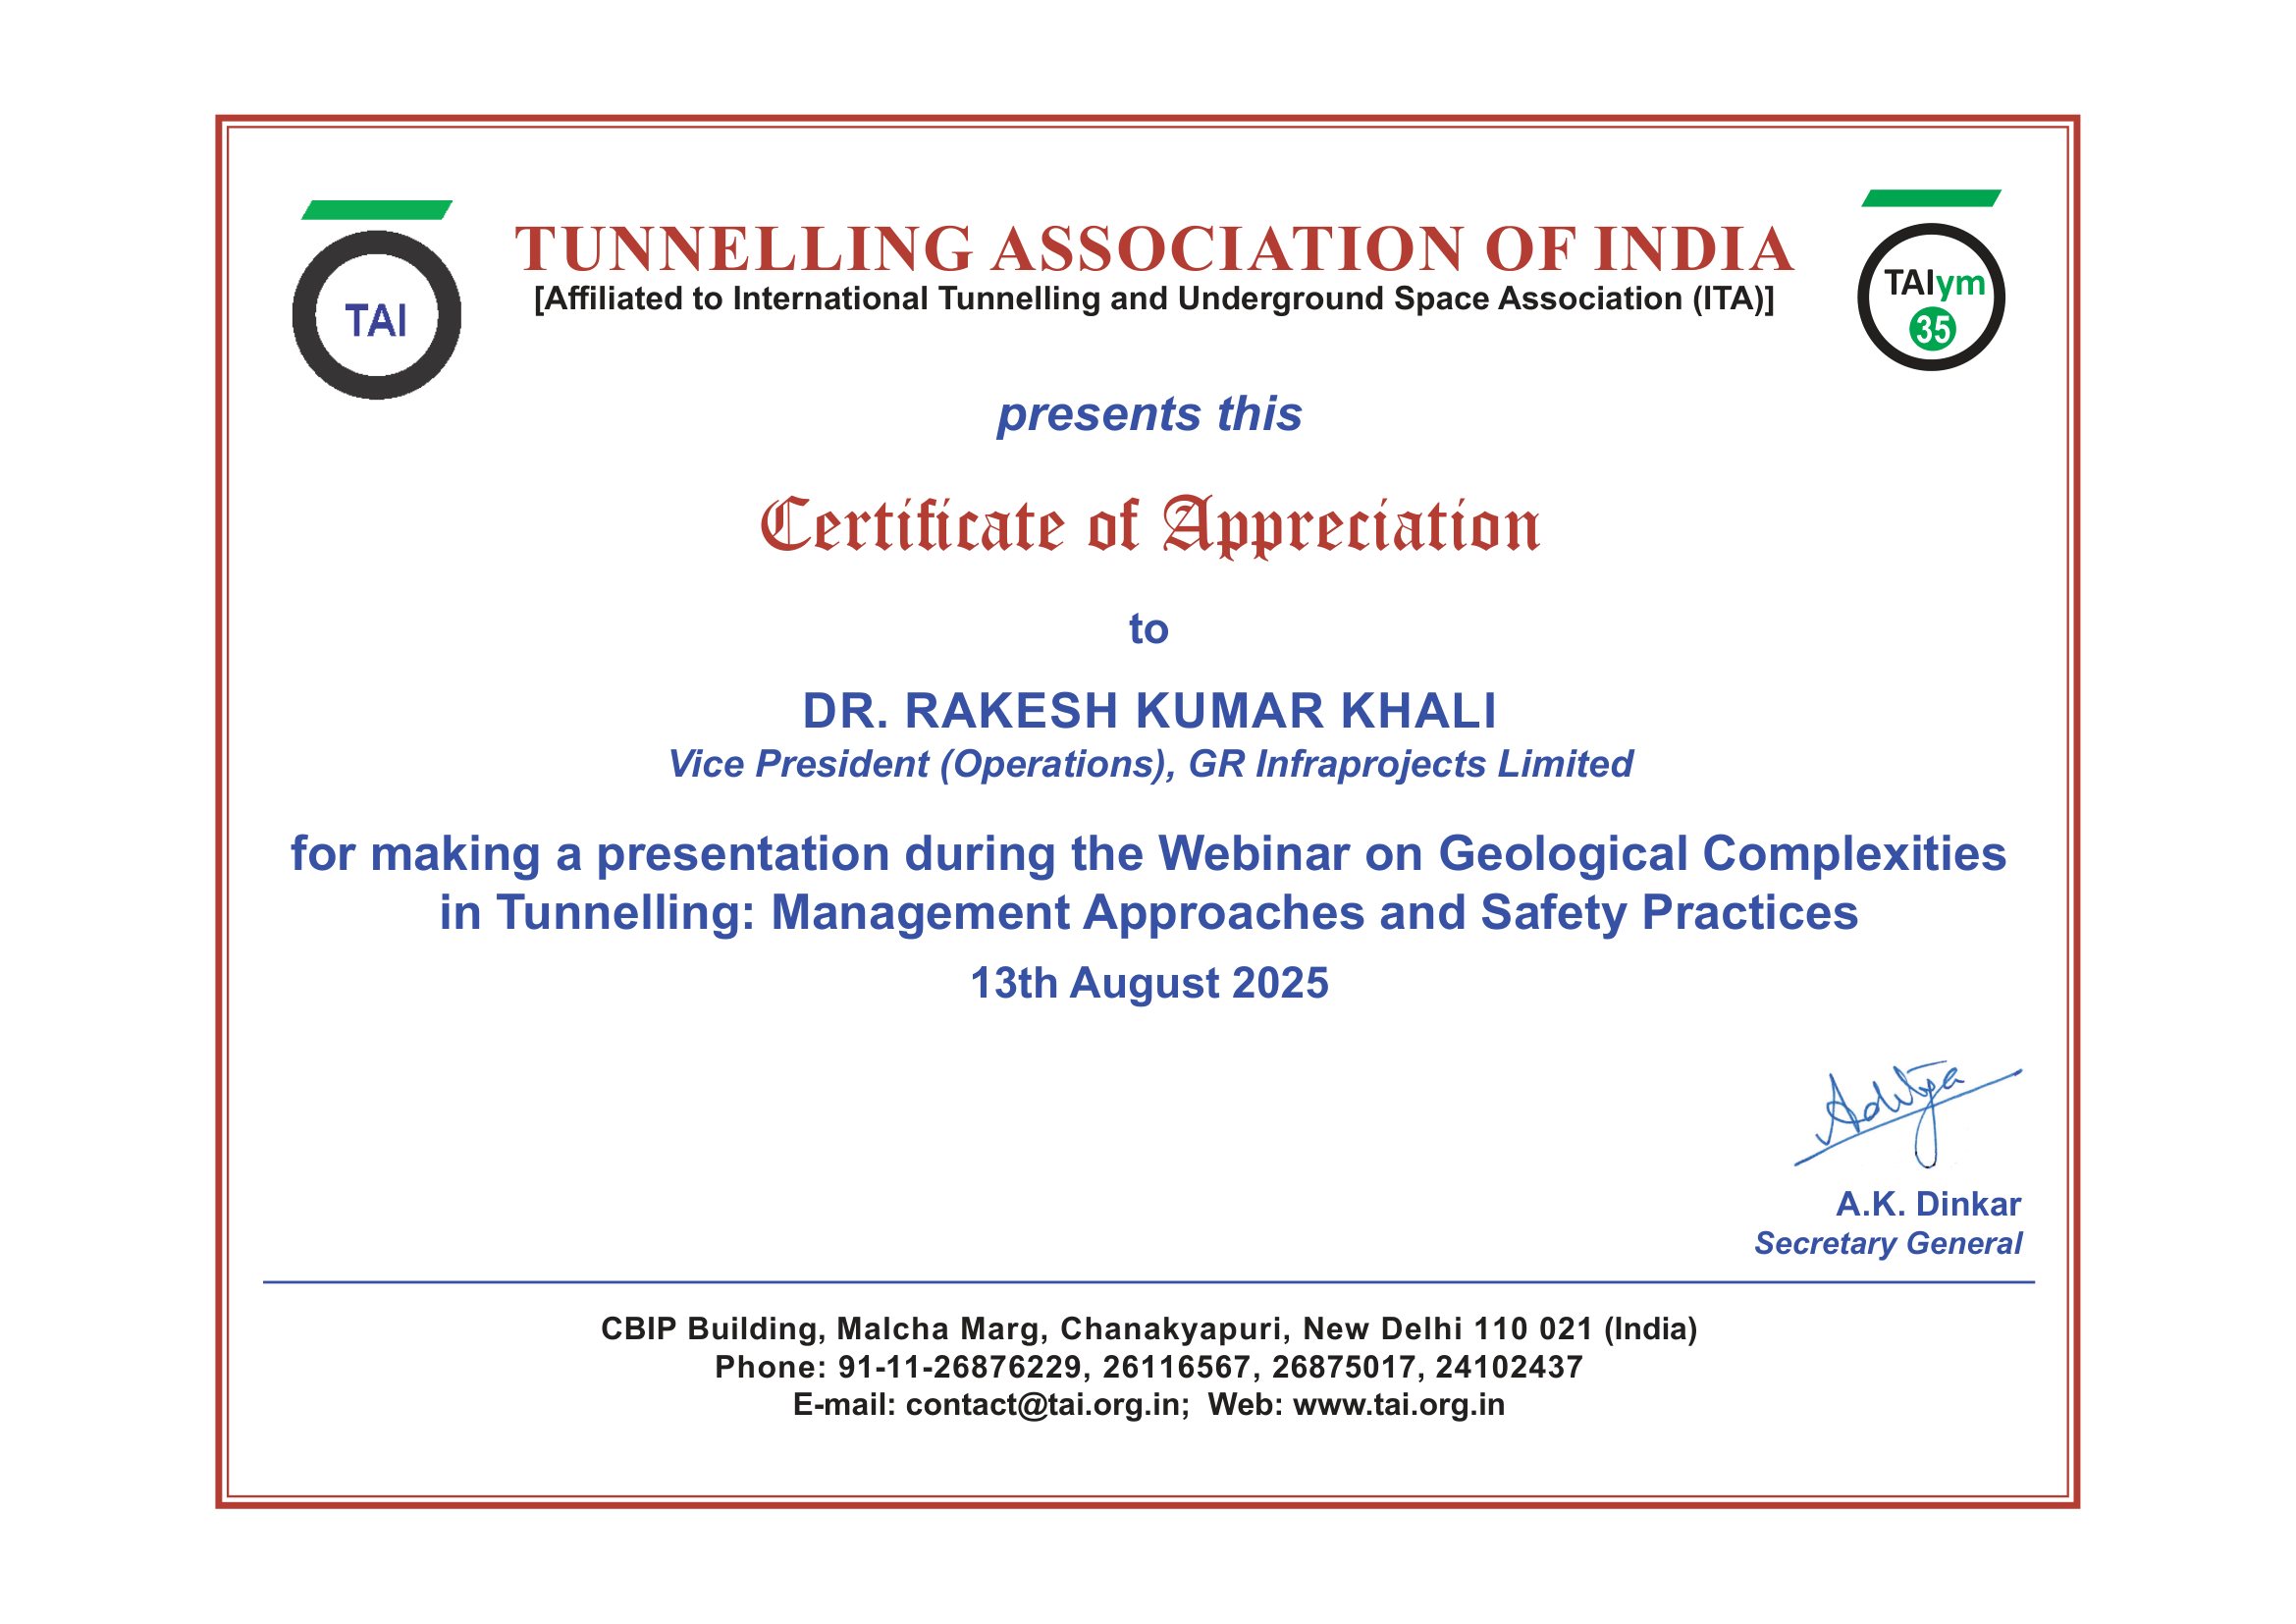 TUNNELLING ASSOCIATION OF INDIA
[Affiliated to International Tunnelling and Underground Space Association (ITA)]
TAI
TAIym
35
presents this
Certificate of Appreciation
to
DR. RAKESH KUMAR KHALI
Vice President (Operations), GR Infraprojects Limited
for making a presentation during the Webinar on Geological Complexities
in Tunnelling: Management Approaches and Safety Practices
13th August 2025
Aditya
A.K. Dinkar
Secretary General
CBIP Building, Malcha Marg, Chanakyapuri, New Delhi 110 021 (India)
Phone: 91-11-26876229, 26116567, 26875017, 24102437
E-mail: contact@tai.org.in; Web: www.tai.org.in